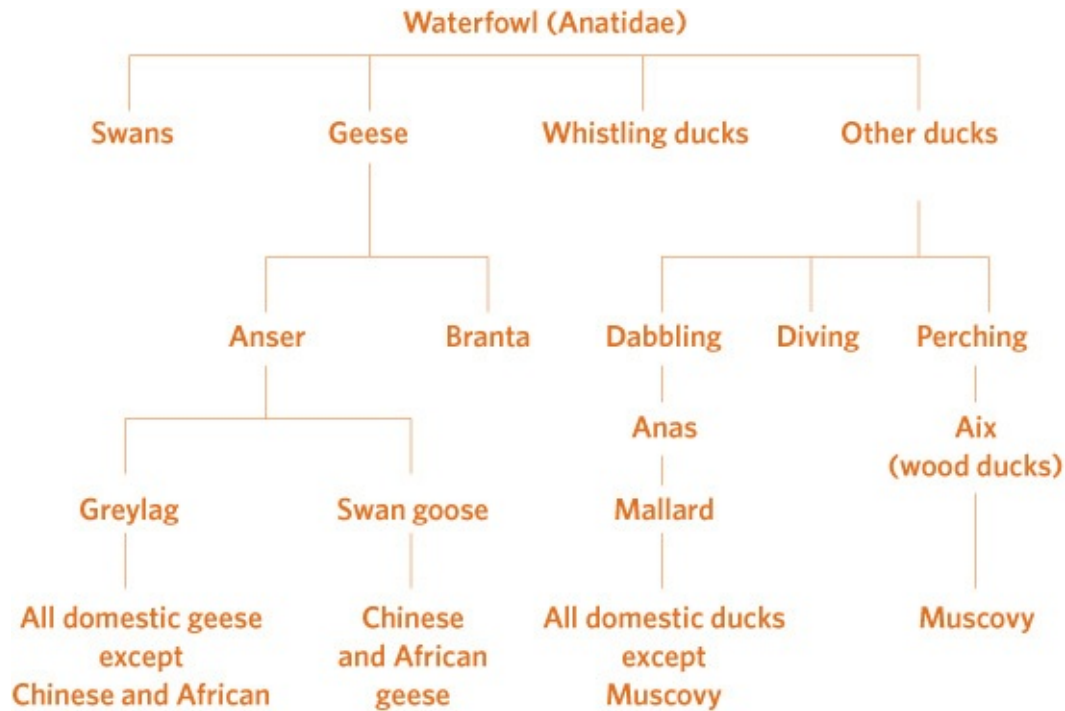 Waterfowl (Anatidae)
Swans
Geese
Whistling ducks
Other ducks
Anser
Branta
Dabbling
Diving
Perching
Anas
Aix
(wood ducks)
Greylag
Swan goose
Mallard
All domestic geese
except
Chinese and African
Chinese
and African
geese
All domestic ducks
except
Muscovy
Muscovy